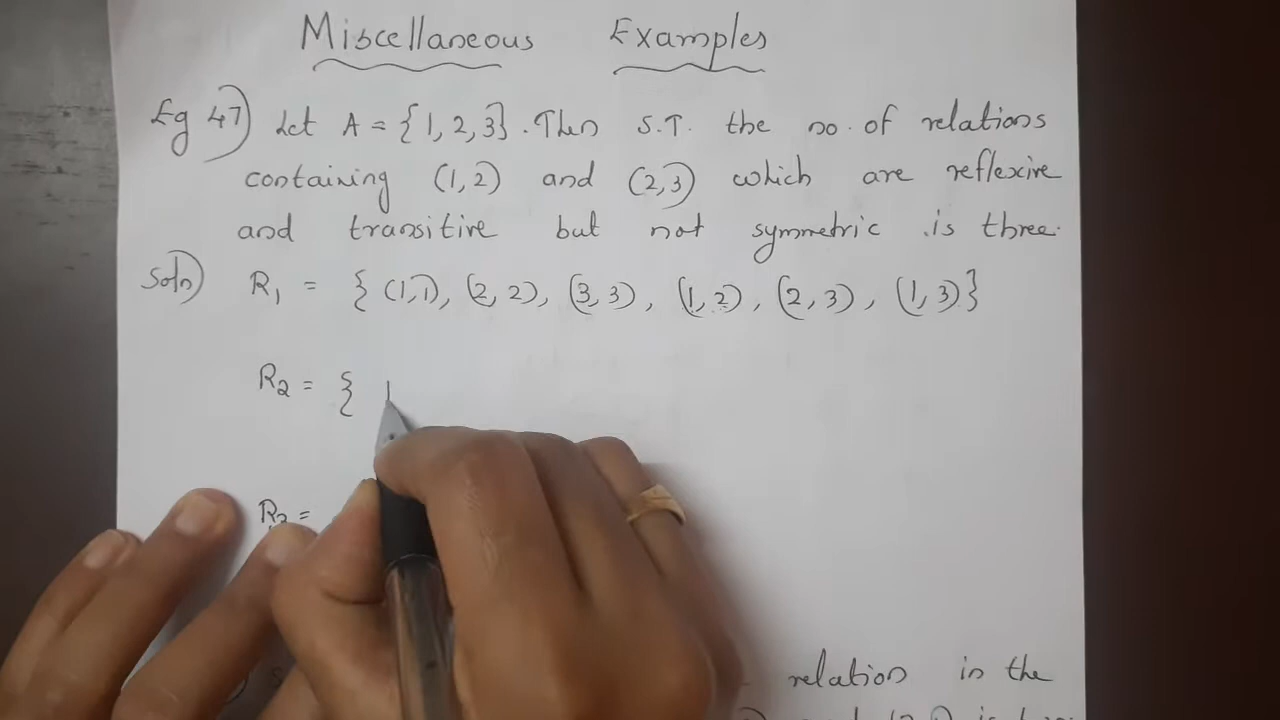 Miscellaneous Examples
Eg 47) Let A = {1, 2, 3}. Then S.T. the no. of relations
containing (1, 2) and (2, 3) which are reflexive
and transitive but not symmetric is three.
Soln) R₁ = { (1,1), (2, 2), (3, 3), (1, 2), (2, 3), (1, 3)}
R₂ = {
R₃ =
relation in the